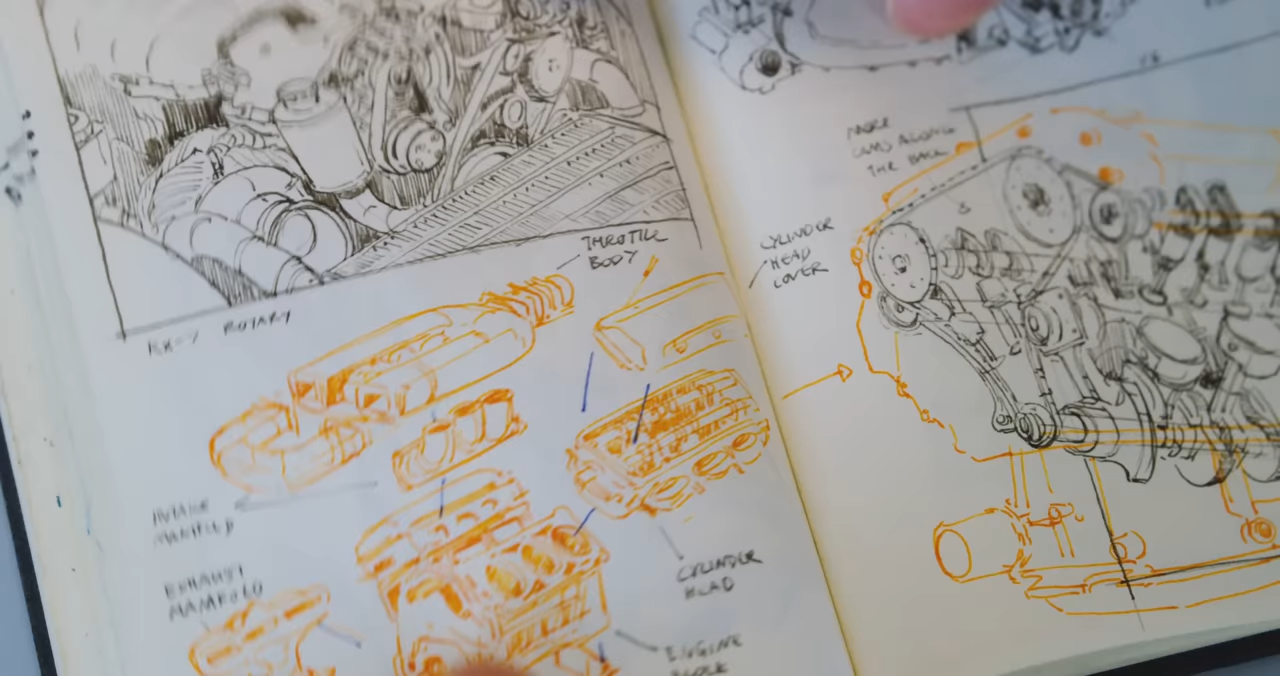 RX-7 ROTARY
THROTTLE
BODY
INTAKE
MANIFOLD
EXHAUST
MANIFOLD
CYLINDER
HEAD
ENGINE
BLOCK
MORE
CAMS ALONG
THE BACK
CYLINDER
HEAD
COVER